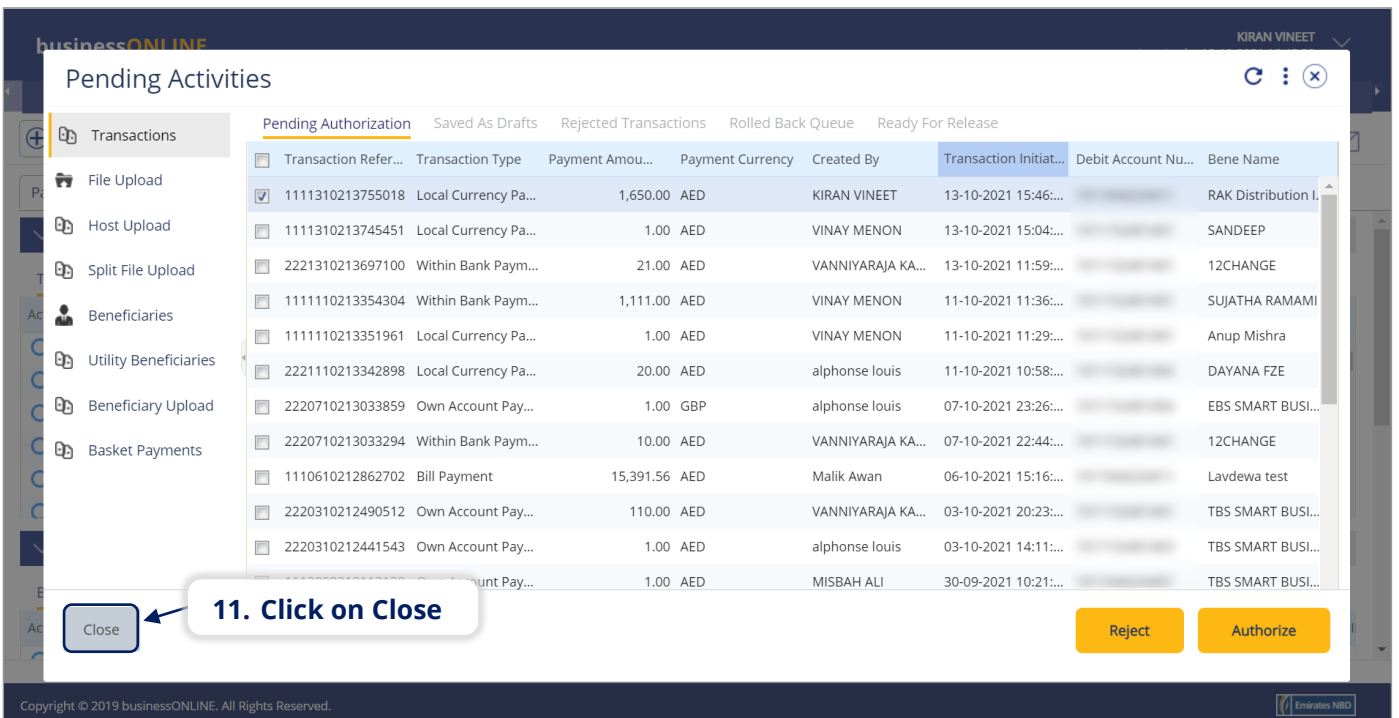 businessONLINE
KIRAN VINEET
Pending Activities
Transactions
File Upload
Host Upload
Split File Upload
Beneficiaries
Utility Beneficiaries
Beneficiary Upload
Basket Payments
Pending Authorization Saved As Drafts Rejected Transactions Rolled Back Queue Ready For Release
Transaction Refer... Transaction Type Payment Amou... Payment Currency Created By Transaction Initiat... Debit Account Nu... Bene Name
1111310213755018 Local Currency Pa... 1,650.00 AED KIRAN VINEET 13-10-2021 15:46:... RAK Distribution I...
1111310213745451 Local Currency Pa... 1.00 AED VINAY MENON 13-10-2021 15:04:... SANDEEP
2221310213697100 Within Bank Paym... 21.00 AED VANNIYARAJA KA... 13-10-2021 11:59:... 12CHANGE
1111110213354304 Within Bank Paym... 1,111.00 AED VINAY MENON 11-10-2021 11:36:... SUJATHA RAMAMI
1111110213351961 Local Currency Pa... 1.00 AED VINAY MENON 11-10-2021 11:29:... Anup Mishra
2221110213342898 Local Currency Pa... 20.00 AED alphonse louis 11-10-2021 10:58:... DAYANA FZE
2220710213033859 Own Account Pay... 1.00 GBP alphonse louis 07-10-2021 23:26:... EBS SMART BUSI...
2220710213033294 Within Bank Paym... 10.00 AED VANNIYARAJA KA... 07-10-2021 22:44:... 12CHANGE
1110610212862702 Bill Payment 15,391.56 AED Malik Awan 06-10-2021 15:16:... Lavdewa test
2220310212490512 Own Account Pay... 110.00 AED VANNIYARAJA KA... 03-10-2021 20:23:... TBS SMART BUSI...
2220310212441543 Own Account Pay... 1.00 AED alphonse louis 03-10-2021 14:11:... TBS SMART BUSI...
1.00 AED MISBAH ALI 30-09-2021 10:21:... TBS SMART BUSI...
11. Click on Close
Close
Reject
Authorize
Copyright © 2019 businessONLINE. All Rights Reserved.
Emirates NBD